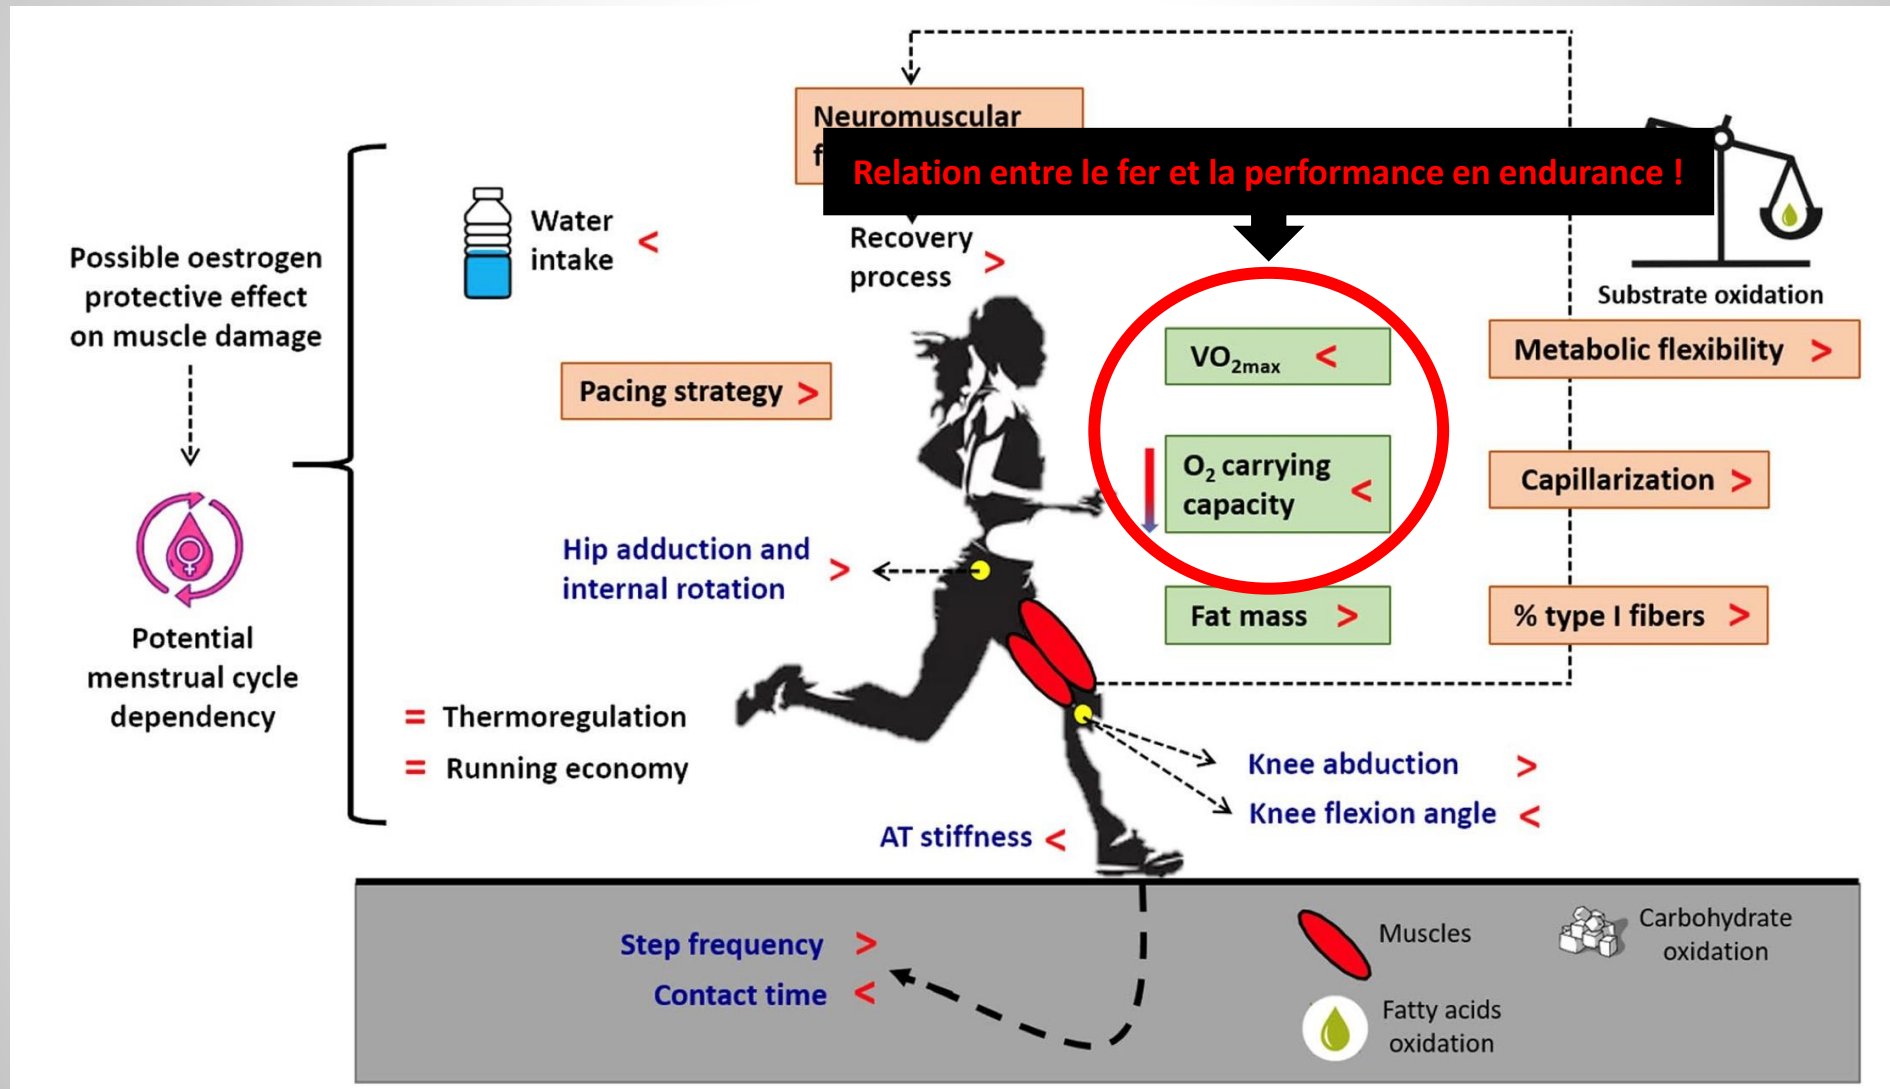 Neuromuscular
Relation entre le fer et la performance en endurance !
Water
intake <
Recovery
process >
Possible oestrogen
protective effect
on muscle damage
Potential
menstrual cycle
dependency
Pacing strategy >
Hip adduction and
internal rotation >
= Thermoregulation
= Running economy
VO2max <
O2 carrying
capacity <
Fat mass >
Substrate oxidation
Metabolic flexibility >
Capillarization >
% type I fibers >
Knee abduction >
Knee flexion angle <
AT stiffness <
Step frequency >
Contact time <
Muscles
Carbohydrate
oxidation
Fatty acids
oxidation